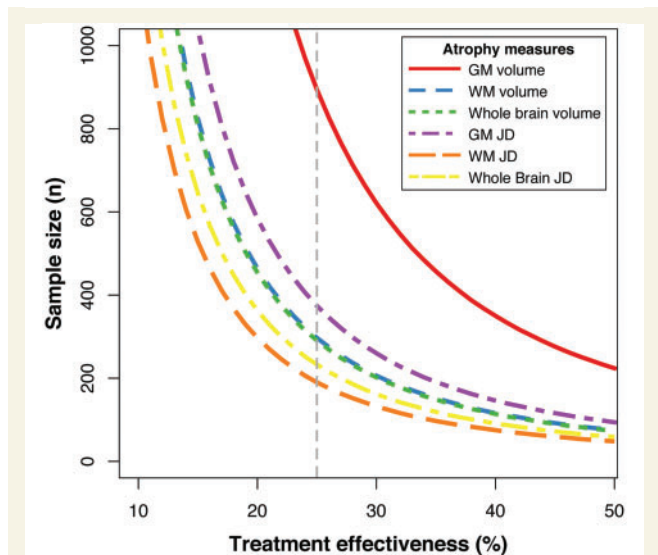 Sample size (n)
1000
800
600
400
200
0
Atrophy measures
GM volume
WM volume
Whole brain volume
GM JD
WM JD
Whole Brain JD
10 20 30 40 50
Treatment effectiveness (%)